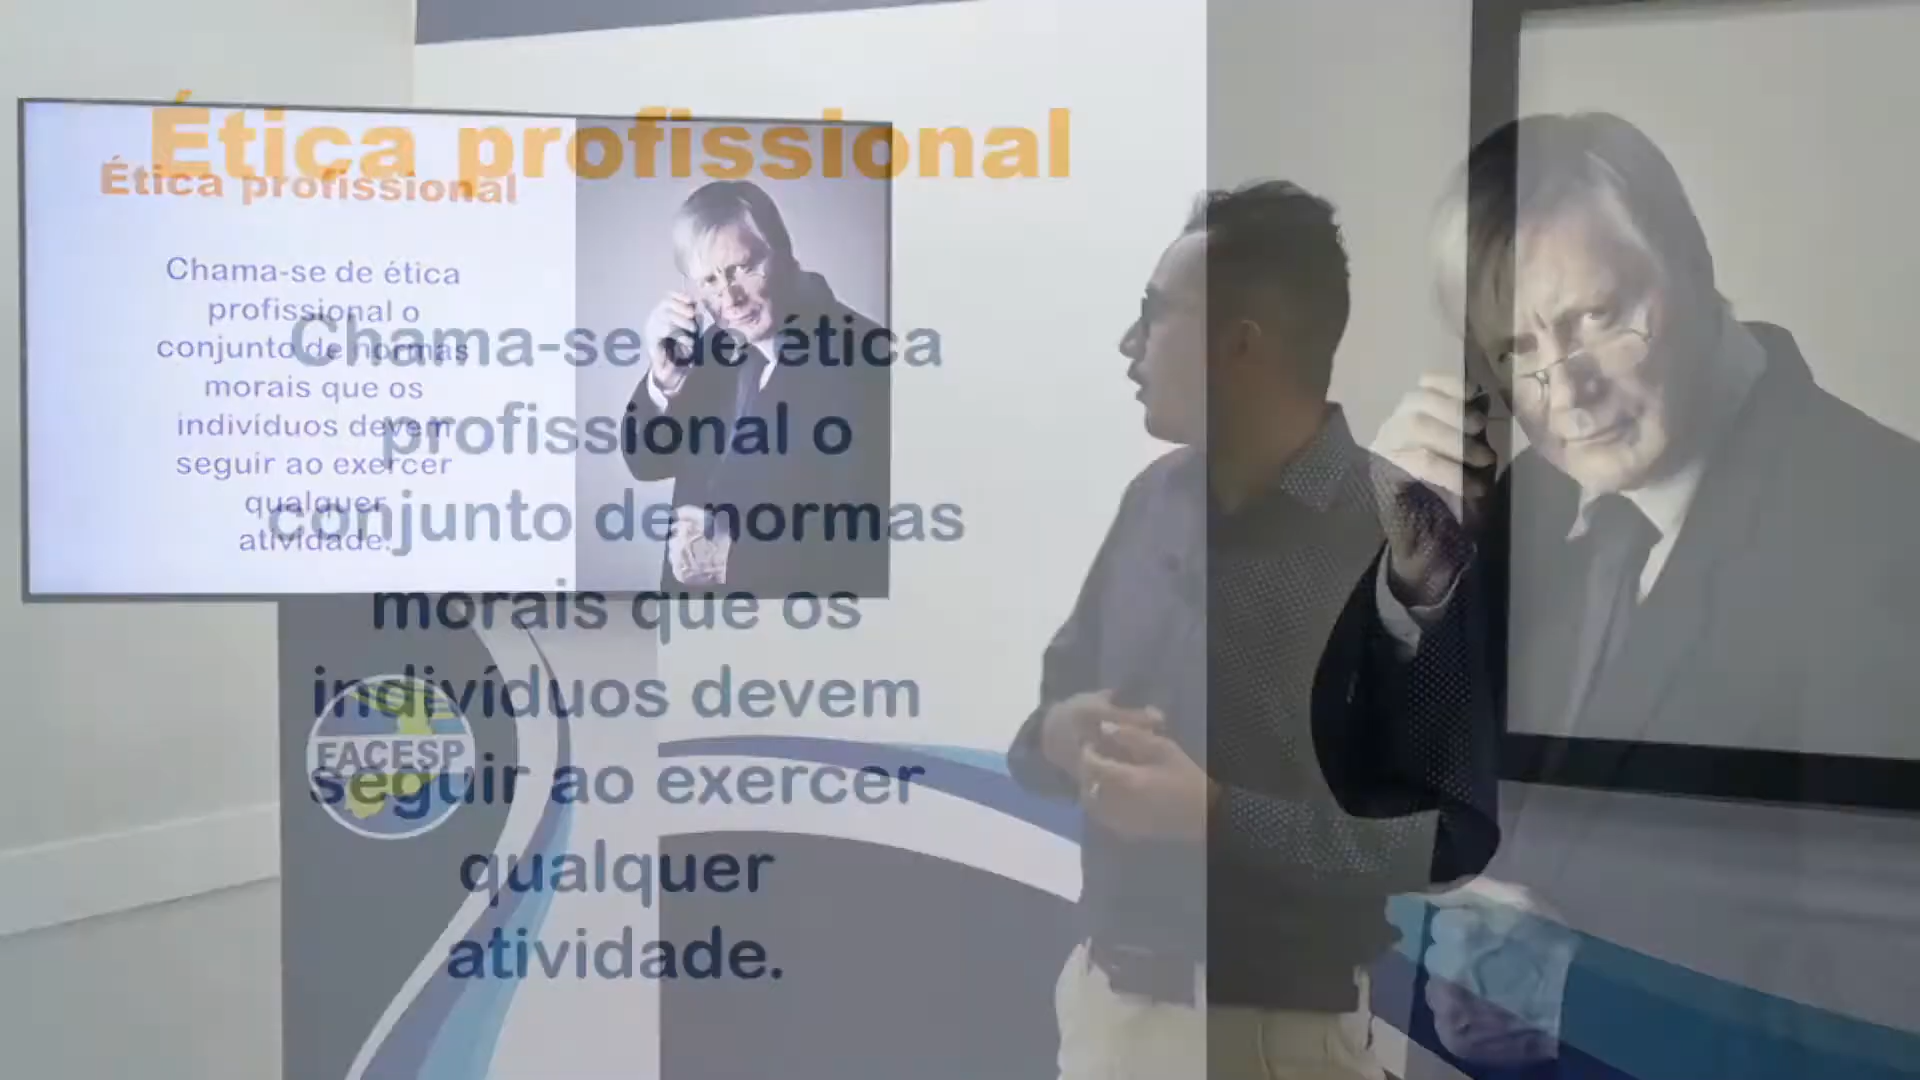 Ética profissional
Chama-se de ética
profissional o
conjunto de normas
morais que os
indivíduos devem
seguir ao exercer
qualquer
atividade.
Ética profissional
Chama-se de ética
profissional o
conjunto de normas
morais que os
indivíduos devem
seguir ao exercer
qualquer
atividade.
FACESP